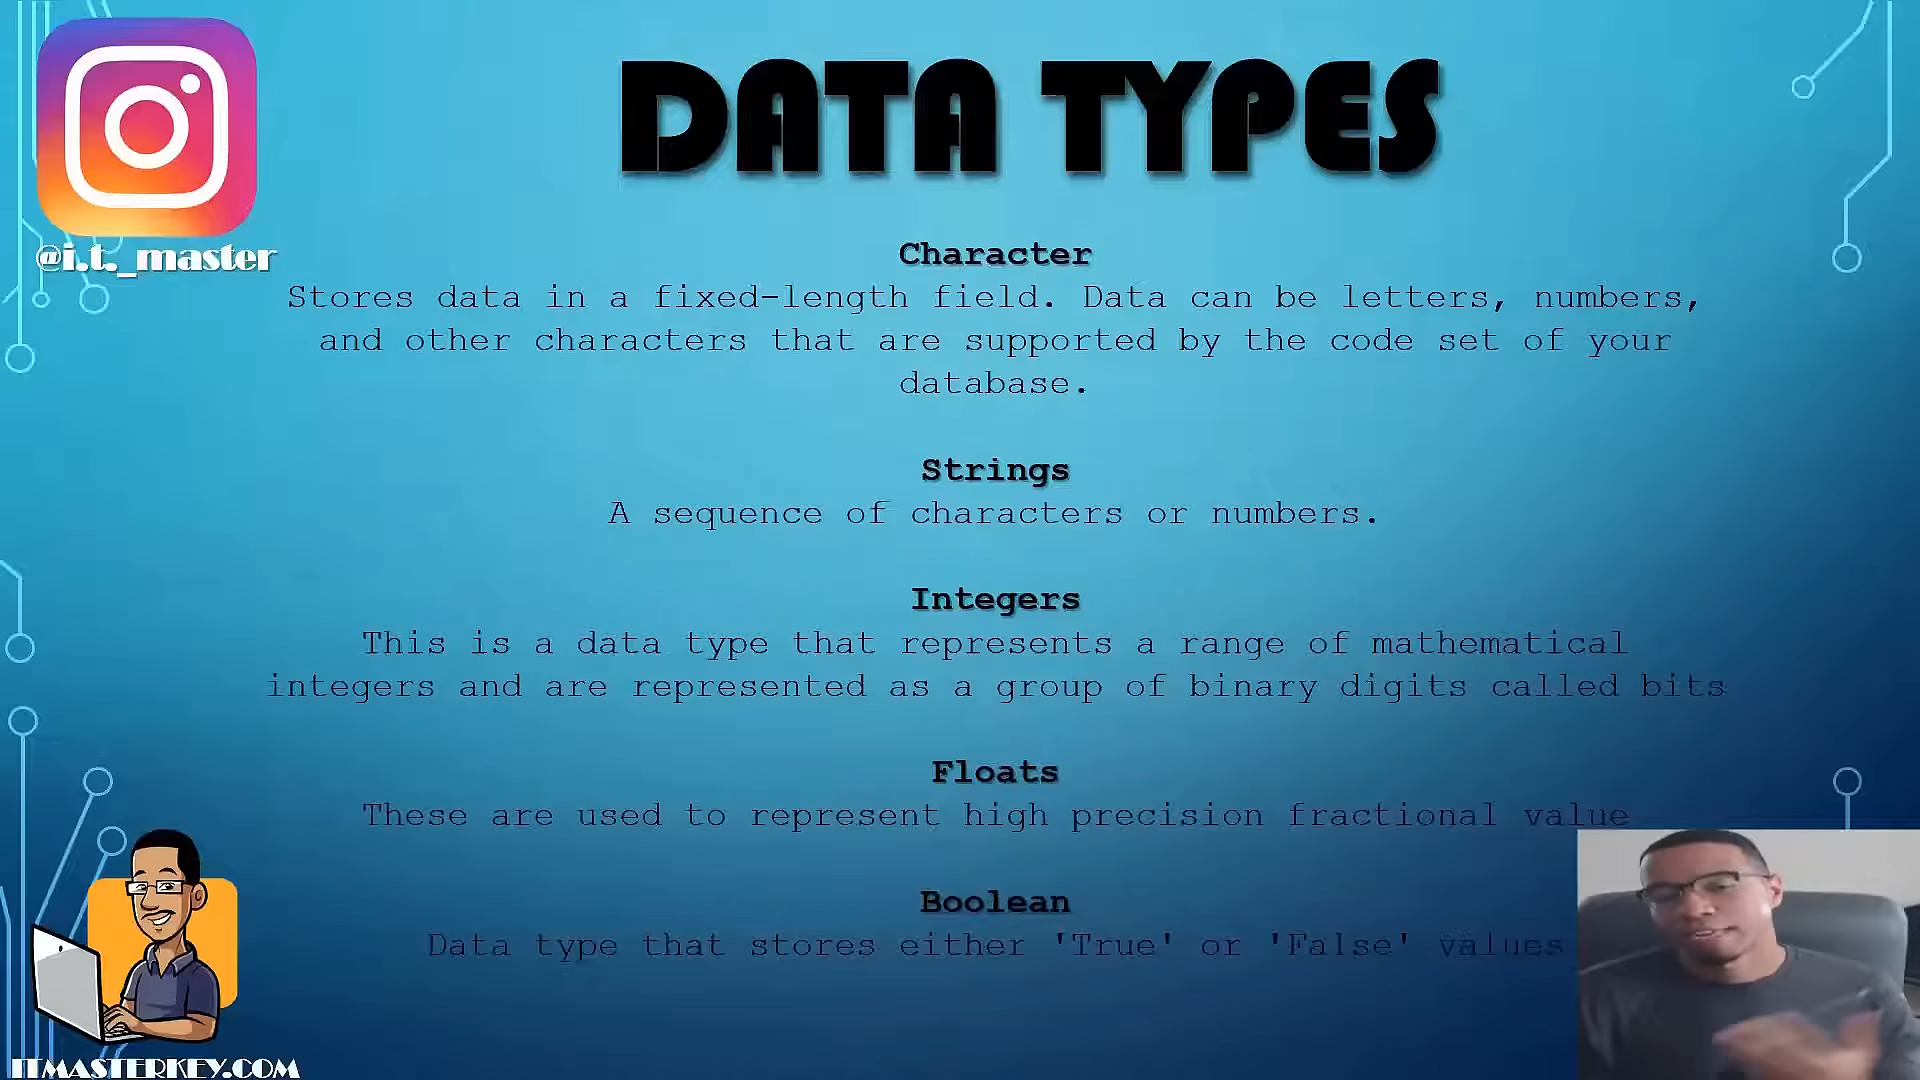 DATA TYPES
@i.t._master
Character
Stores data in a fixed-length field. Data can be letters, numbers,
and other characters that are supported by the code set of your
database.
Strings
A sequence of characters or numbers.
Integers
This is a data type that represents a range of mathematical
integers and are represented as a group of binary digits called bits
Floats
These are used to represent high precision fractional value
Boolean
Data type that stores either 'True' or 'False' values
ITMASTERKEY.COM